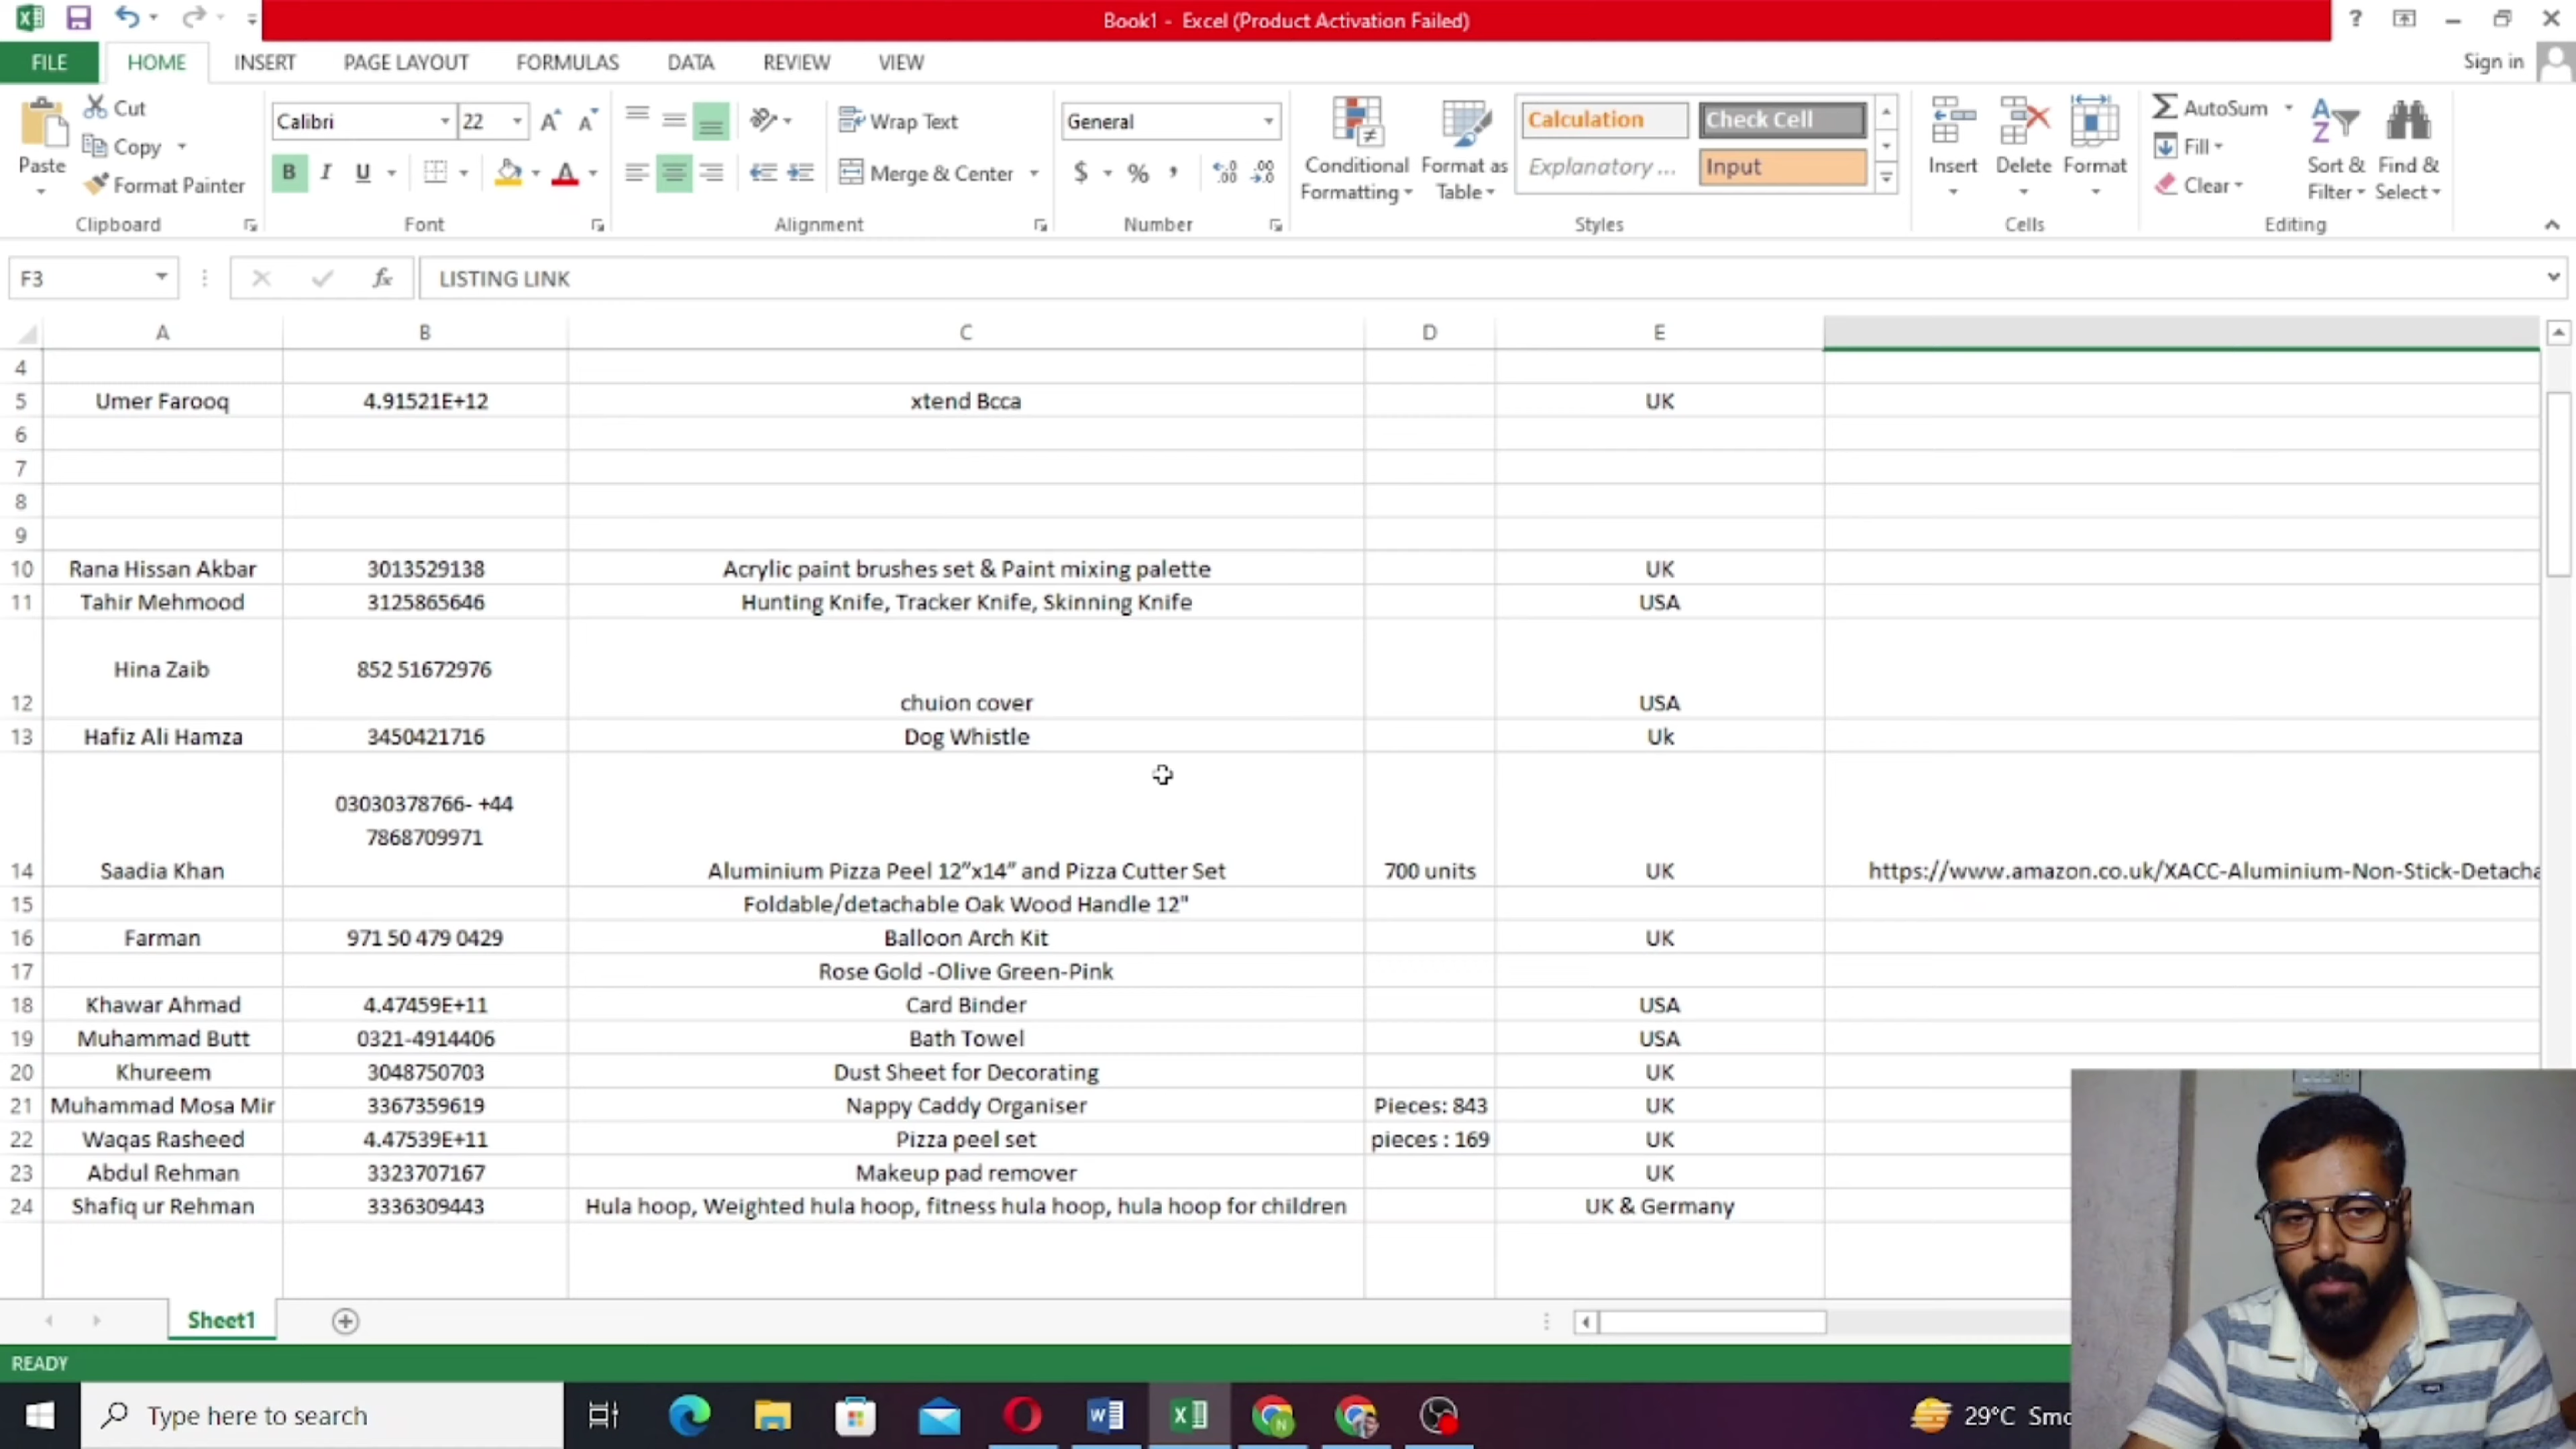 Book1 - Excel (Product Activation Failed)
FILE HOME INSERT PAGE LAYOUT FORMULAS DATA REVIEW VIEW Sign in
Cut
Copy
Format Painter
Paste
Clipboard
Calibri 22
B I U
Font
Wrap Text
Merge & Center
Alignment
General
$ % ,
Number
Conditional Formatting
Format as Table
Calculation Check Cell
Explanatory ... Input
Styles
Insert Delete Format
Cells
AutoSum
Fill
Clear
Sort & Filter
Find & Select
Editing
F3 fx LISTING LINK
A B C D E
4
5 Umer Farooq 4.91521E+12 xtend Bcca UK
6
7
8
9
10 Rana Hissan Akbar 3013529138 Acrylic paint brushes set & Paint mixing palette UK
11 Tahir Mehmood 3125865646 Hunting Knife, Tracker Knife, Skinning Knife USA
Hina Zaib 852 51672976
12 chuion cover USA
13 Hafiz Ali Hamza 3450421716 Dog Whistle Uk
03030378766- +44
7868709971
14 Saadia Khan Aluminium Pizza Peel 12”x14” and Pizza Cutter Set 700 units UK https://www.amazon.co.uk/XACC-Aluminium-Non-Stick-Detacha
15 Foldable/detachable Oak Wood Handle 12"
16 Farman 971 50 479 0429 Balloon Arch Kit UK
17 Rose Gold -Olive Green-Pink
18 Khawar Ahmad 4.47459E+11 Card Binder USA
19 Muhammad Butt 0321-4914406 Bath Towel USA
20 Khureem 3048750703 Dust Sheet for Decorating UK
21 Muhammad Mosa Mir 3367359619 Nappy Caddy Organiser Pieces: 843 UK
22 Waqas Rasheed 4.47539E+11 Pizza peel set pieces : 169 UK
23 Abdul Rehman 3323707167 Makeup pad remover UK
24 Shafiq ur Rehman 3336309443 Hula hoop, Weighted hula hoop, fitness hula hoop, hula hoop for children UK & Germany
Sheet1
READY
Type here to search
29°C Smo